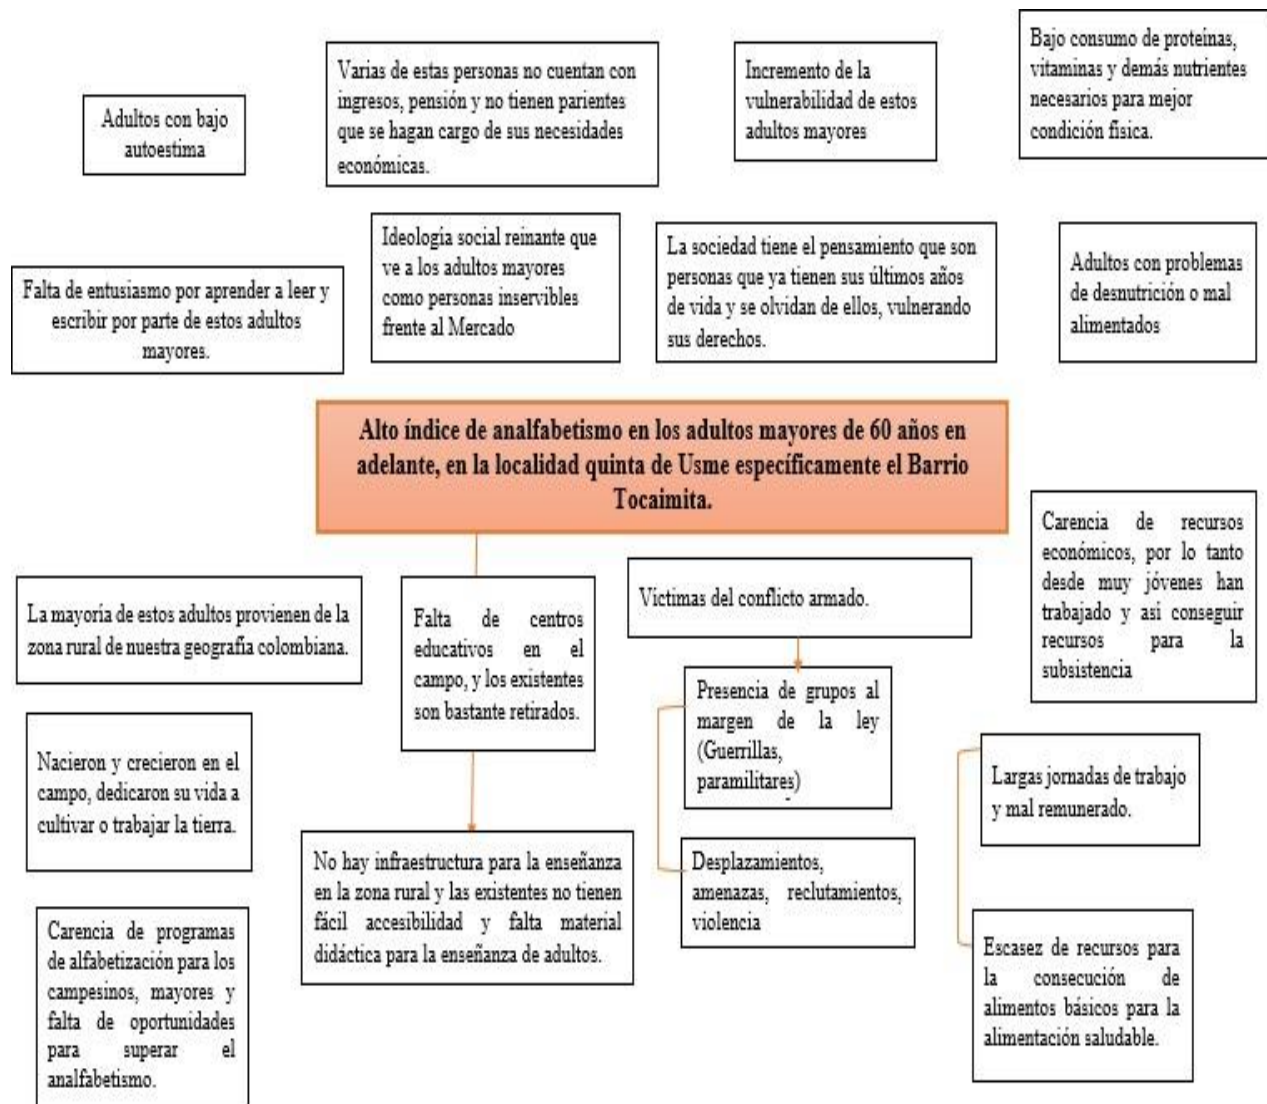 Adultos con bajo
autoestima
Varias de estas personas no cuentan con
ingresos, pensión y no tienen parientes
que se hagan cargo de sus necesidades
económicas.
Incremento de la
vulnerabilidad de estos
adultos mayores
Bajo consumo de proteínas,
vitaminas y demás nutrientes
necesarios para mejor
condición física.
Falta de entusiasmo por aprender a leer y
escribir por parte de estos adultos
mayores.
Ideología social reinante que
ve a los adultos mayores
como personas inservibles
frente al Mercado
La sociedad tiene el pensamiento que son
personas que ya tienen sus últimos años
de vida y se olvidan de ellos, vulnerando
sus derechos.
Adultos con problemas
de desnutrición o mal
alimentados
Alto índice de analfabetismo en los adultos mayores de 60 años en
adelante, en la localidad quinta de Usme específicamente el Barrio
Tocaimita.
La mayoría de estos adultos provienen de la
zona rural de nuestra geografía colombiana.
Falta de centros
educativos en el
campo, y los existentes
son bastante retirados.
Victimas del conflicto armado.
Carencia de recursos
económicos, por lo tanto
desde muy jóvenes han
trabajado y asi conseguir
recursos para la
subsistencia
Nacieron y crecieron en el
campo, dedicaron su vida a
cultivar o trabajar la tierra.
No hay infraestructura para la enseñanza
en la zona rural y las existentes no tienen
fácil accesibilidad y falta material
didáctica para la enseñanza de adultos.
Presencia de grupos al
margen de la ley
(Guerrillas,
paramilitares)
Largas jornadas de trabajo
y mal remunerado.
Carencia de programas
de alfabetización para los
campesinos, mayores y
falta de oportunidades
para superar el
analfabetismo.
Desplazamientos,
amenazas, reclutamientos,
violencia
Escasez de recursos para
la consecución de
alimentos básicos para la
alimentación saludable.